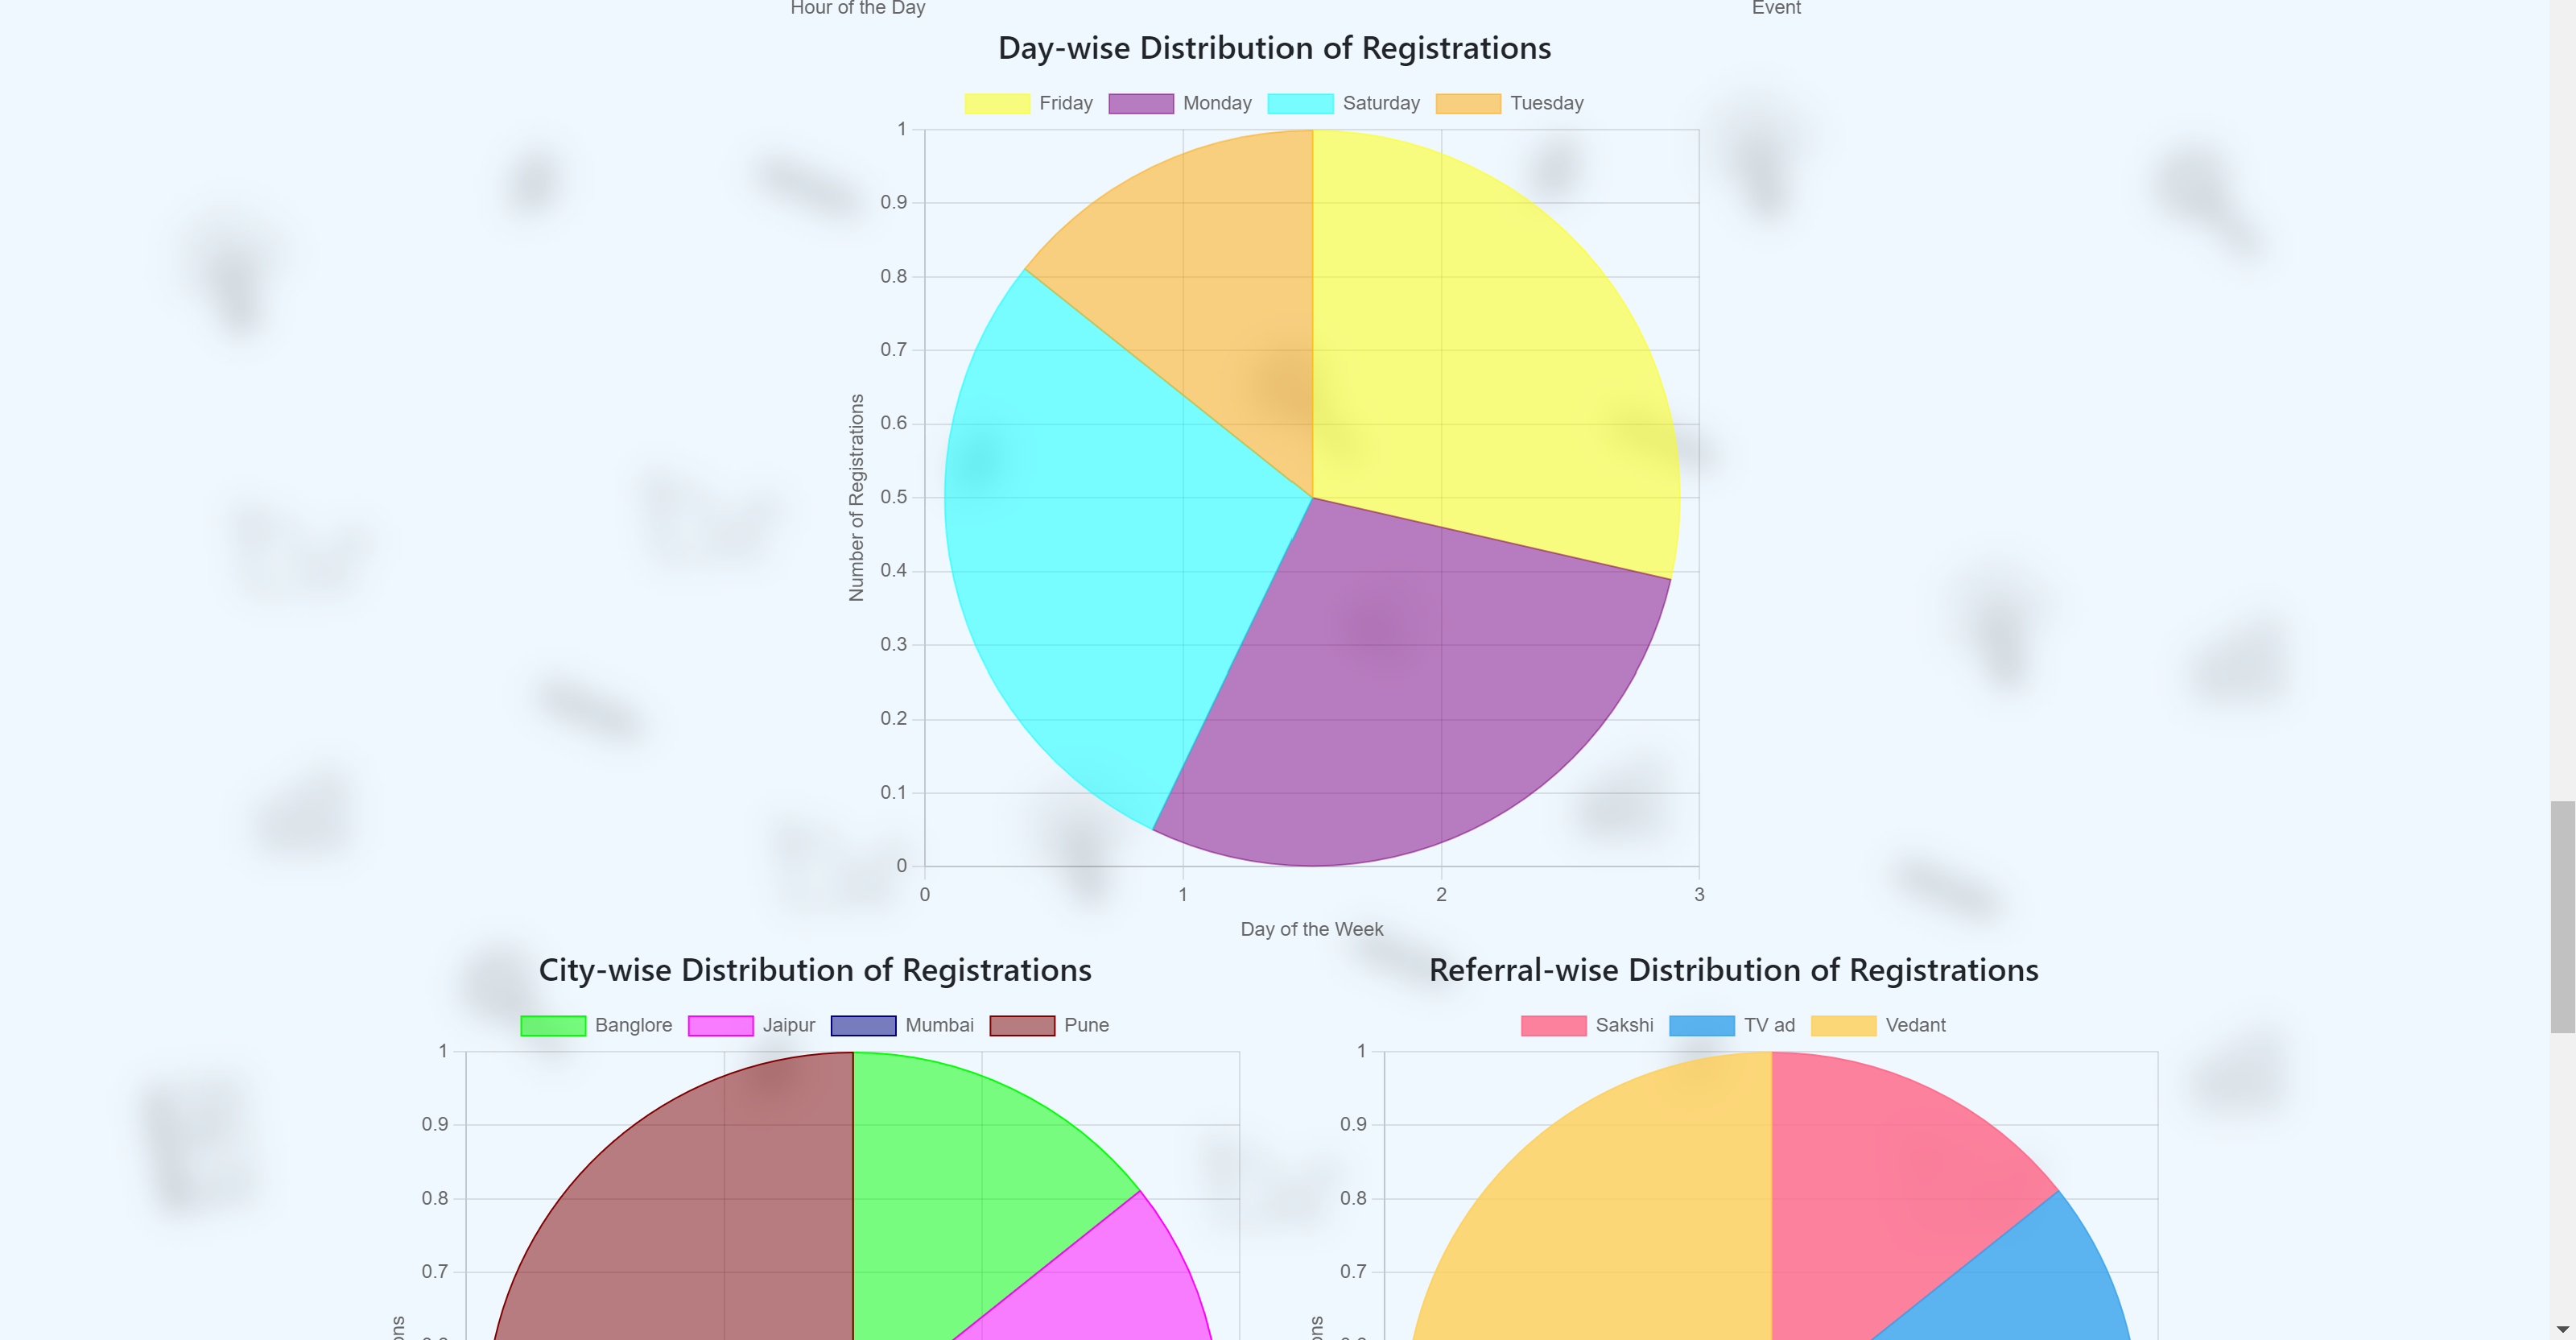 Hour of the Day
Event
Day-wise Distribution of Registrations
Friday Monday Saturday Tuesday
1
0.9
0.8
0.7
0.6
0.5
0.4
0.3
0.2
0.1
0
Number of Registrations
0 1 2 3
Day of the Week
City-wise Distribution of Registrations
Banglore Jaipur Mumbai Pune
1
0.9
0.8
0.7
Referral-wise Distribution of Registrations
Sakshi TV ad Vedant
1
0.9
0.8
0.7